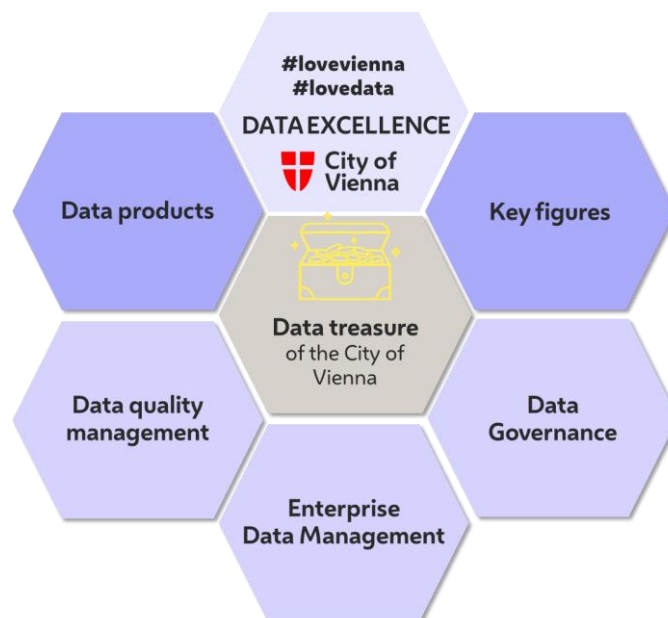 #lovevienna
#lovedata
DATA EXCELLENCE
City of
Vienna
Data products
Key figures
Data treasure
of the City of
Vienna
Data quality
management
Data
Governance
Enterprise
Data Management